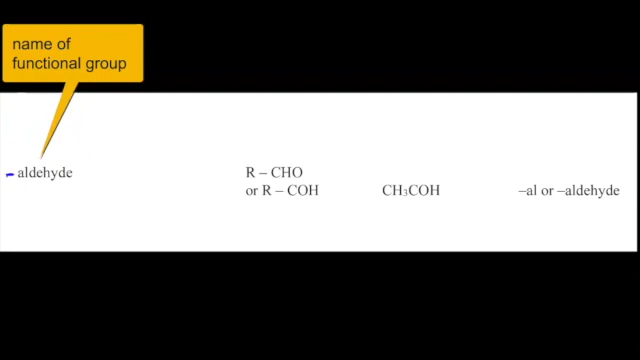 name of
functional group
- aldehyde
R – CHO
or R – COH
CH₃COH
–al or –aldehyde